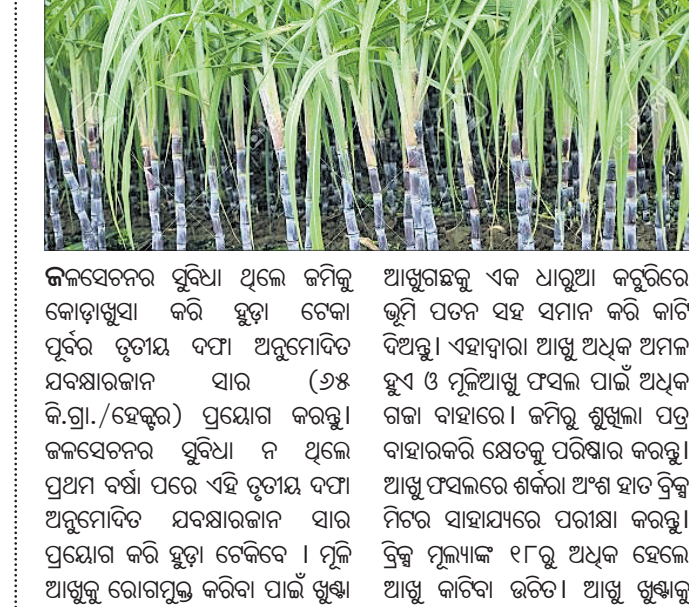 ଜଳସେଚନର ସୁବିଧା ଥିଲେ ଜମିକୁ
କୋଡ଼ାଖୁସା କରି ହୁଡ଼ା ଟେକା
ପୂର୍ବର ତୃତୀୟ ଦଫା ଅନୁମୋଦିତ
ଯବକ୍ଷାରଜାନ ସାର (୬୫
କି.ଗ୍ରା./ହେକ୍ଟର) ପ୍ରୟୋଗ କରନ୍ତୁ।
ଜଳସେଚନର ସୁବିଧା ନ ଥିଲେ
ପ୍ରଥମ ବର୍ଷା ପରେ ଏହି ତୃତୀୟ ଦଫା
ଅନୁମୋଦିତ ଯବକ୍ଷାରଜାନ ସାର
ପ୍ରୟୋଗ କରି ହୁଡ଼ା ଟେକିବେ । ମୂଳି
ଆଖୁକୁ ରୋଗମୁକ୍ତ କରିବା ପାଇଁ ଖୁଣ୍ଟା
ଆଖୁଗଛକୁ ଏକ ଧାରୁଆ କଟୁରିରେ
ଭୂମି ପତନ ସହ ସମାନ କରି କାଟି
ଦିଅନ୍ତୁ। ଏହାଦ୍ୱାରା ଆଖୁ ଅଧିକ ଅମଳ
ହୁଏ ଓ ମୂଳିଆଖୁ ଫସଲ ପାଇଁ ଅଧିକ
ଗଜା ବାହାରେ। ଜମିରୁ ଶୁଖିଲା ପତ୍ର
ବାହାରକରି କ୍ଷେତକୁ ପରିଷ୍କାର କରନ୍ତୁ।
ଆଖୁ ଫସଲରେ ଶର୍କରା ଅଂଶ ହାତ ବ୍ରିକ୍ସ
ମିଟର ସାହାଯ୍ୟରେ ପରୀକ୍ଷା କରନ୍ତୁ।
ବ୍ରିକ୍ସ ମୂଲ୍ୟାଙ୍କ ୧୮ରୁ ଅଧିକ ହେଲେ
ଆଖୁ କାଟିବା ଉଚିତ। ଆଖୁ ଖୁଣ୍ଟାକୁ